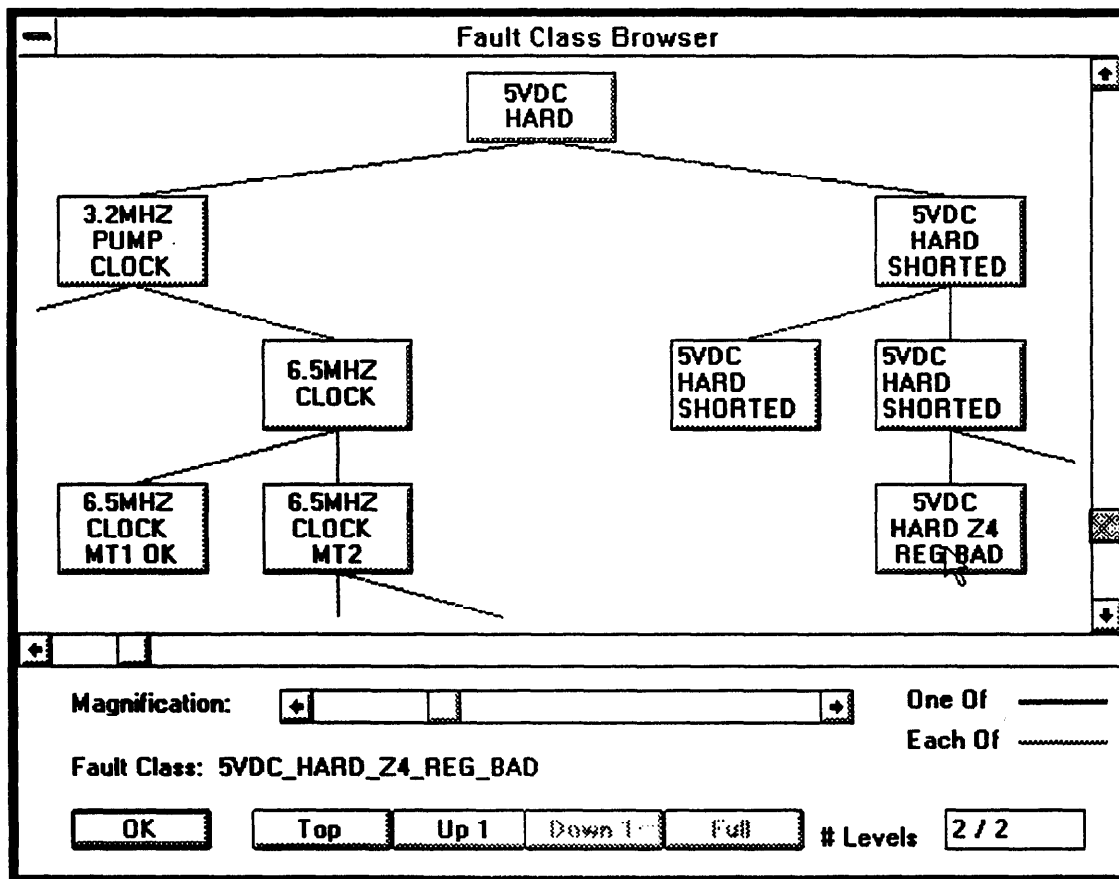 Fault Class Browser
5VDC
HARD
3.2MHZ
PUMP
CLOCK
5VDC
HARD
SHORTED
6.5MHZ
CLOCK
5VDC
HARD
SHORTED
5VDC
HARD
SHORTED
6.5MHZ
CLOCK
MT1 OK
6.5MHZ
CLOCK
MT2
5VDC
HARD Z4
REG BAD
Magnification:
One Of
Each Of
Fault Class: 5VDC_HARD_Z4_REG_BAD
OK
Top
Up 1
Down 1
Full
# Levels
2 / 2